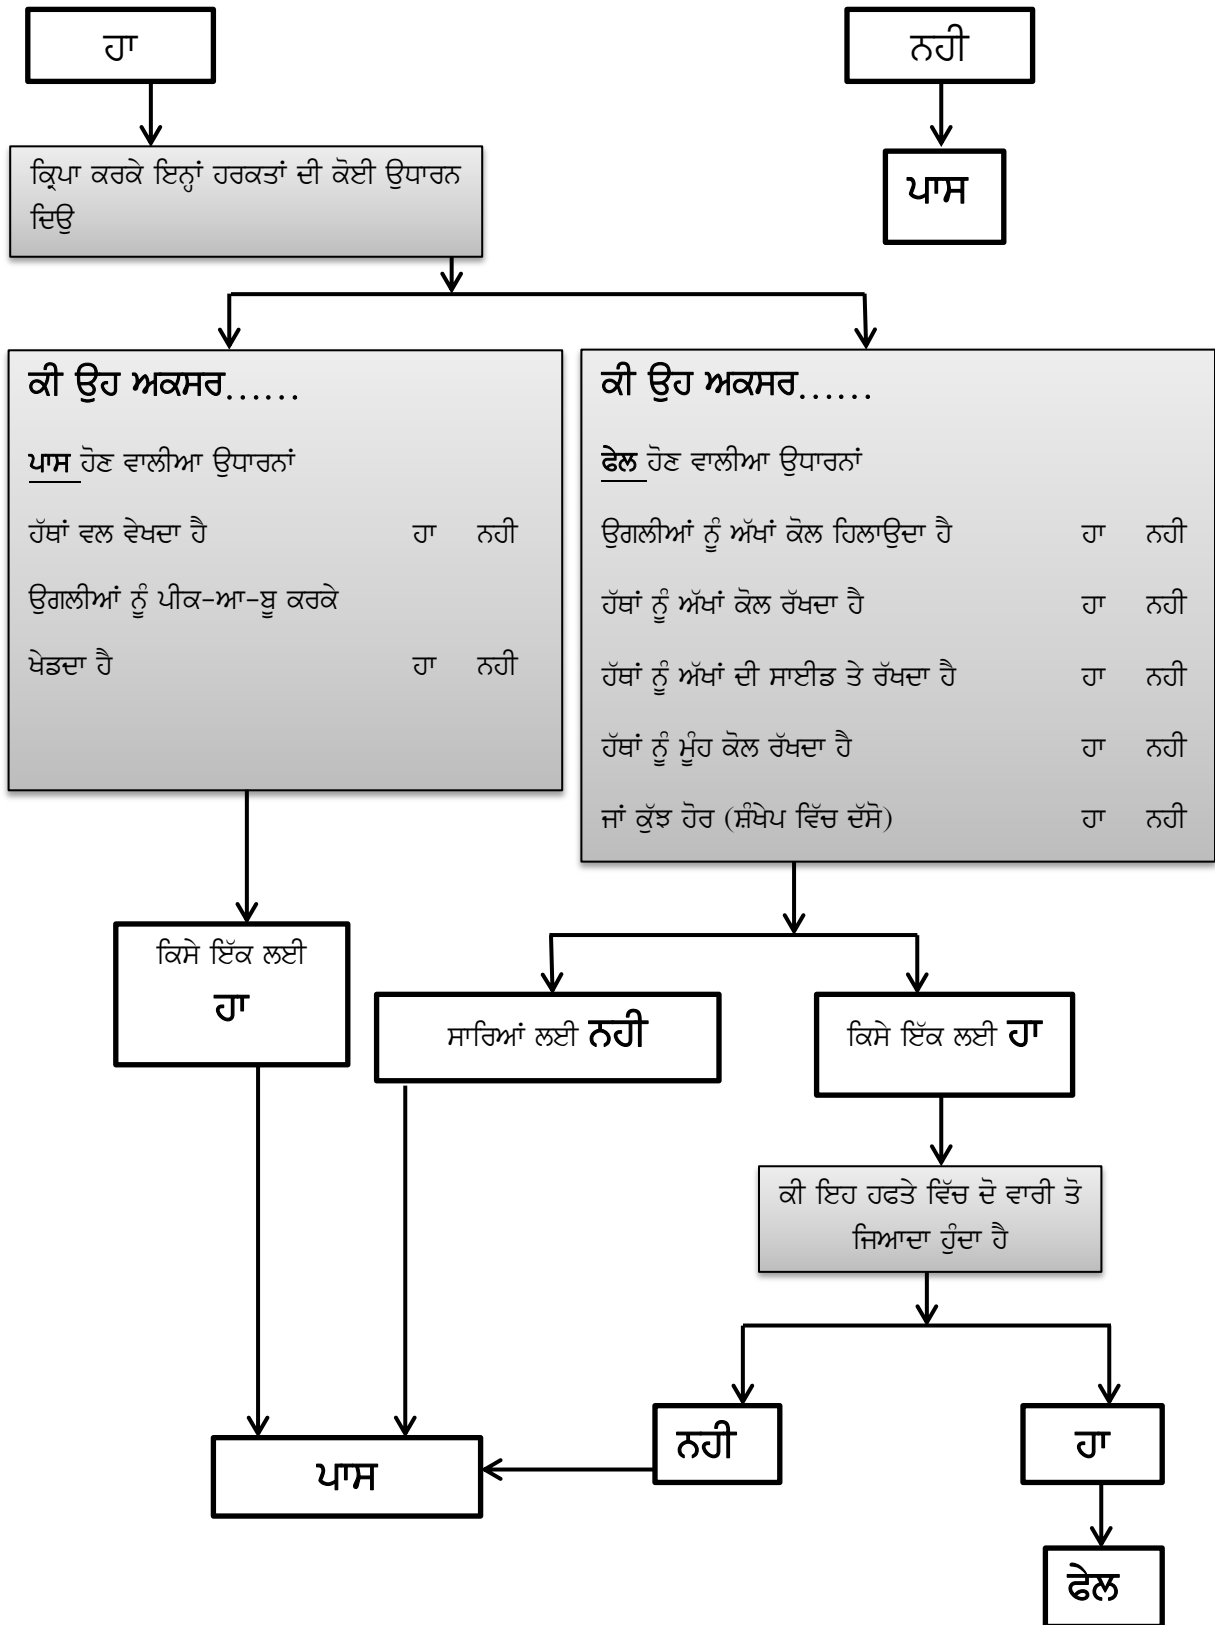 ਹਾ
ਨਹੀ
ਕ੍ਰਿਪਾ ਕਰਕੇ ਇਨ੍ਹਾਂ ਹਰਕਤਾਂ ਦੀ ਕੋਈ ਉਧਾਰਨ
ਦਿਉ
ਪਾਸ
ਕੀ ਉਹ ਅਕਸਰ......
ਪਾਸ ਹੋਣ ਵਾਲੀਆ ਉਧਾਰਨਾਂ
ਹੱਥਾਂ ਵਲ ਵੇਖਦਾ ਹੈ ਹਾ ਨਹੀ
ਉਗਲੀਆਂ ਨੂੰ ਪੀਕ-ਆ-ਬੂ ਕਰਕੇ
ਖੇਡਦਾ ਹੈ ਹਾ ਨਹੀ
ਕੀ ਉਹ ਅਕਸਰ......
ਫੇਲ ਹੋਣ ਵਾਲੀਆ ਉਧਾਰਨਾਂ
ਉਗਲੀਆਂ ਨੂੰ ਅੱਖਾਂ ਕੋਲ ਹਿਲਾਉਦਾ ਹੈ ਹਾ ਨਹੀ
ਹੱਥਾਂ ਨੂੰ ਅੱਖਾਂ ਕੋਲ ਰੱਖਦਾ ਹੈ ਹਾ ਨਹੀ
ਹੱਥਾਂ ਨੂੰ ਅੱਖਾਂ ਦੀ ਸਾਈਡ ਤੇ ਰੱਖਦਾ ਹੈ ਹਾ ਨਹੀ
ਹੱਥਾਂ ਨੂੰ ਮੂੰਹ ਕੋਲ ਰੱਖਦਾ ਹੈ ਹਾ ਨਹੀ
ਜਾਂ ਕੁੱਝ ਹੋਰ (ਸ਼ੰਖੇਪ ਵਿੱਚ ਦੱਸੋ) ਹਾ ਨਹੀ
ਕਿਸੇ ਇੱਕ ਲਈ
ਹਾ
ਸਾਰਿਆਂ ਲਈ ਨਹੀ
ਕਿਸੇ ਇੱਕ ਲਈ ਹਾ
ਕੀ ਇਹ ਹਫਤੇ ਵਿੱਚ ਦੋ ਵਾਰੀ ਤੋ
ਜਿਆਦਾ ਹੁੰਦਾ ਹੈ
ਨਹੀ
ਹਾ
ਪਾਸ
ਫੇਲ